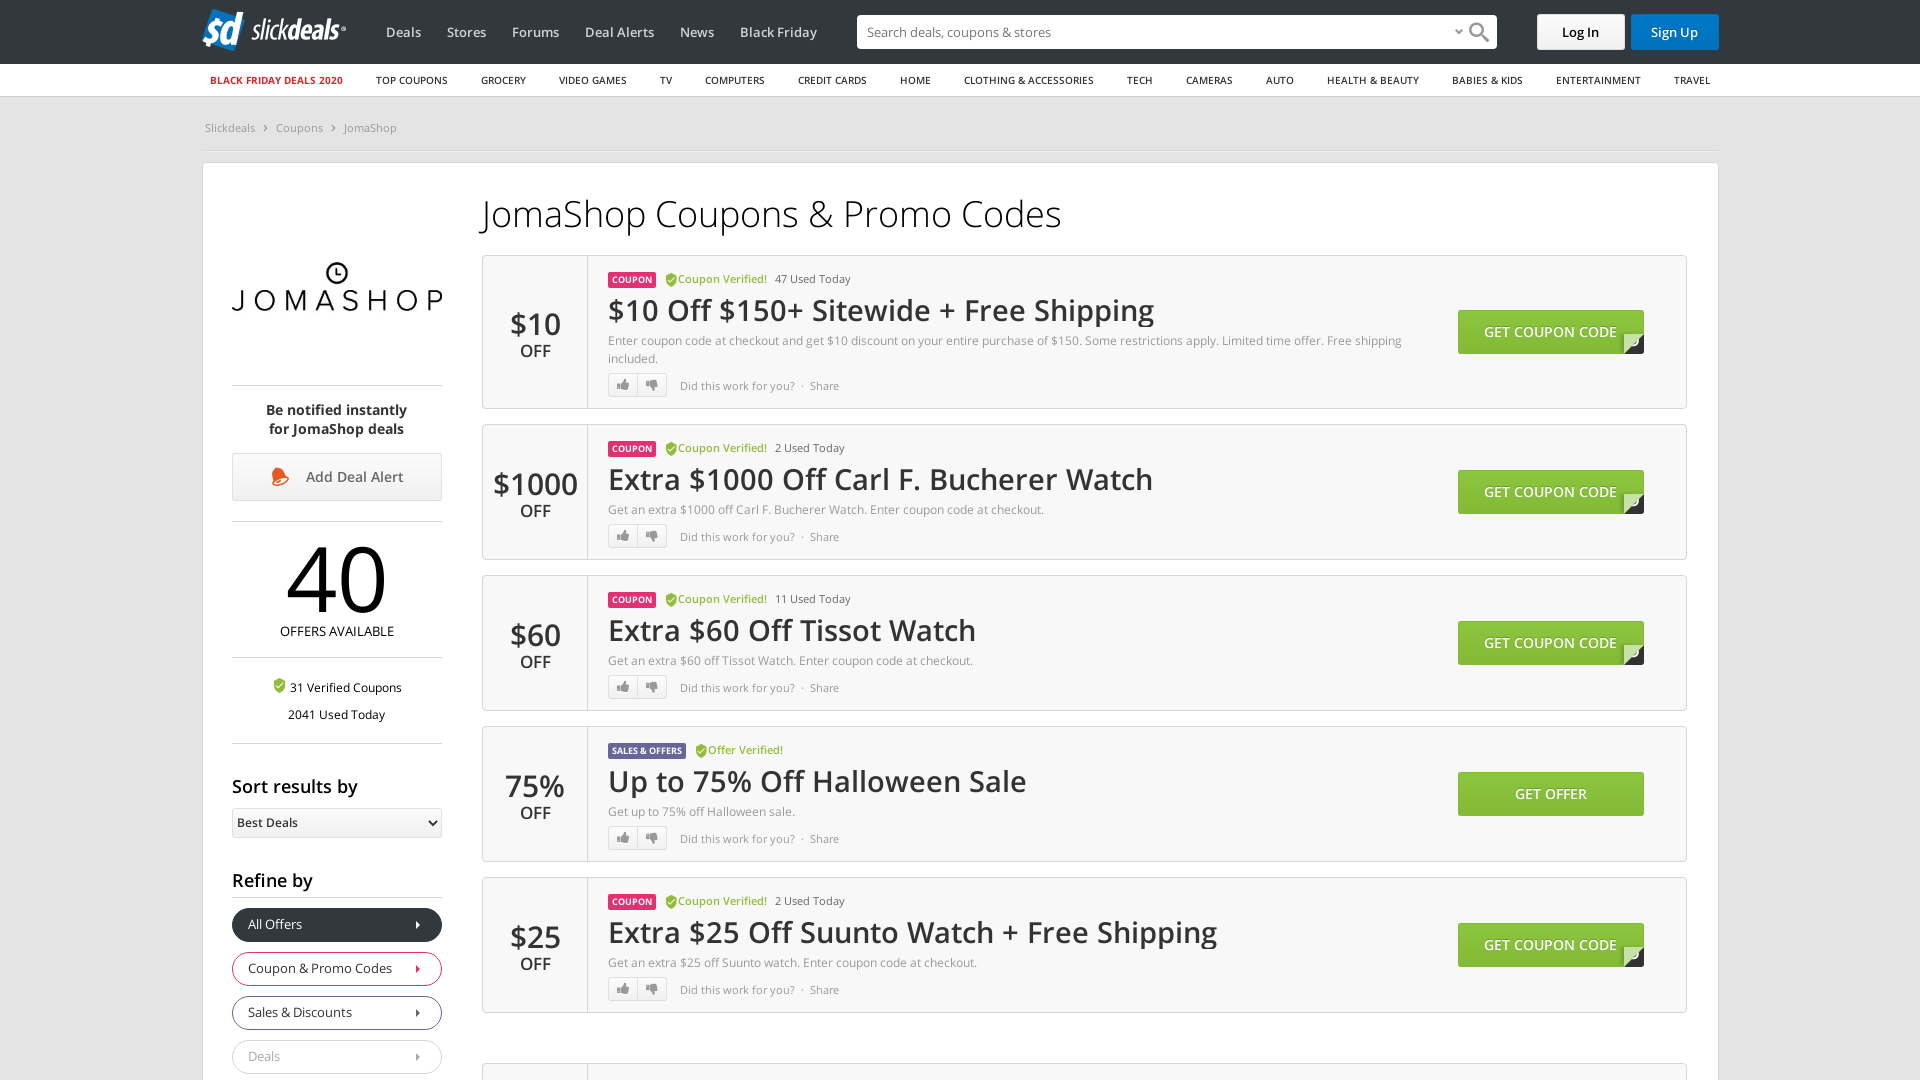 sd slickdeals
Deals
Stores
Forums
Deal Alerts
News
Black Friday
Search deals, coupons & stores
Log In
Sign Up
BLACK FRIDAY DEALS 2020
TOP COUPONS
GROCERY
VIDEO GAMES
TV
COMPUTERS
CREDIT CARDS
HOME
CLOTHING & ACCESSORIES
TECH
CAMERAS
AUTO
HEALTH & BEAUTY
BABIES & KIDS
ENTERTAINMENT
TRAVEL
Slickdeals
Coupons
JomaShop
JOMASHOP
Be notified instantly
for JomaShop deals
Add Deal Alert
40
OFFERS AVAILABLE
31 Verified Coupons
2041 Used Today
Sort results by
Best Deals
Refine by
All Offers
Coupon & Promo Codes
Sales & Discounts
Deals
JomaShop Coupons & Promo Codes
$10
OFF
COUPON Coupon Verified! 47 Used Today
$10 Off $150+ Sitewide + Free Shipping
Enter coupon code at checkout and get $10 discount on your entire purchase of $150. Some restrictions apply. Limited time offer. Free shipping
included.
Did this work for you? · Share
GET COUPON CODE
$1000
OFF
COUPON Coupon Verified! 2 Used Today
Extra $1000 Off Carl F. Bucherer Watch
Get an extra $1000 off Carl F. Bucherer Watch. Enter coupon code at checkout.
Did this work for you? · Share
GET COUPON CODE
$60
OFF
COUPON Coupon Verified! 11 Used Today
Extra $60 Off Tissot Watch
Get an extra $60 off Tissot Watch. Enter coupon code at checkout.
Did this work for you? · Share
GET COUPON CODE
75%
OFF
SALES & OFFERS Offer Verified!
Up to 75% Off Halloween Sale
Get up to 75% off Halloween sale.
Did this work for you? · Share
GET OFFER
$25
OFF
COUPON Coupon Verified! 2 Used Today
Extra $25 Off Suunto Watch + Free Shipping
Get an extra $25 off Suunto watch. Enter coupon code at checkout.
Did this work for you? · Share
GET COUPON CODE